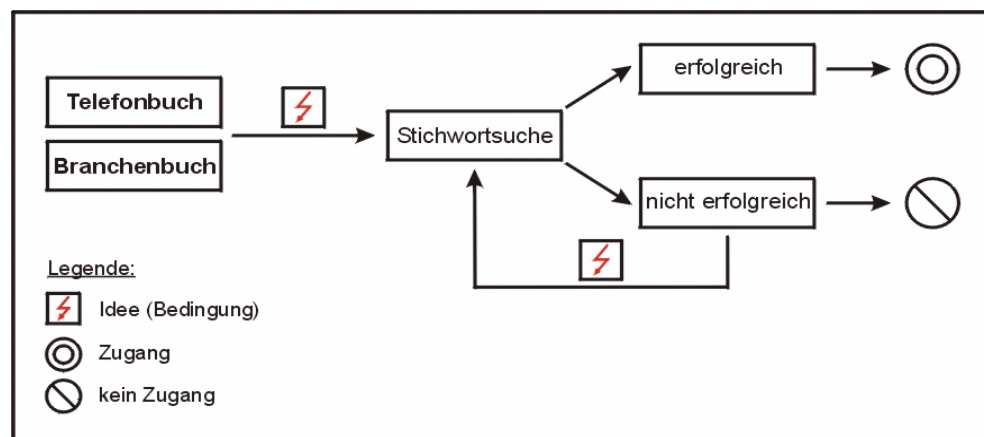 Telefonbuch
Branchenbuch
Stichwortsuche
erfolgreich
nicht erfolgreich
Legende:
Idee (Bedingung)
Zugang
kein Zugang